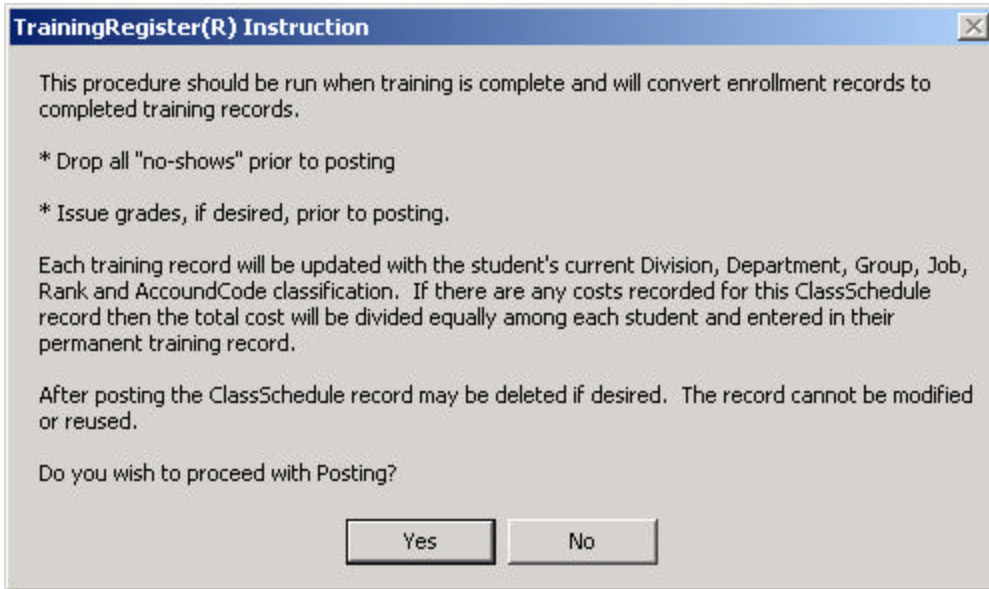 TrainingRegister(R) Instruction
This procedure should be run when training is complete and will convert enrollment records to
completed training records.
* Drop all "no-shows" prior to posting
* Issue grades, if desired, prior to posting.
Each training record will be updated with the student's current Division, Department, Group, Job,
Rank and AccoundCode classification.  If there are any costs recorded for this ClassSchedule
record then the total cost will be divided equally among each student and entered in their
permanent training record.
After posting the ClassSchedule record may be deleted if desired.  The record cannot be modified
or reused.
Do you wish to proceed with Posting?
Yes No